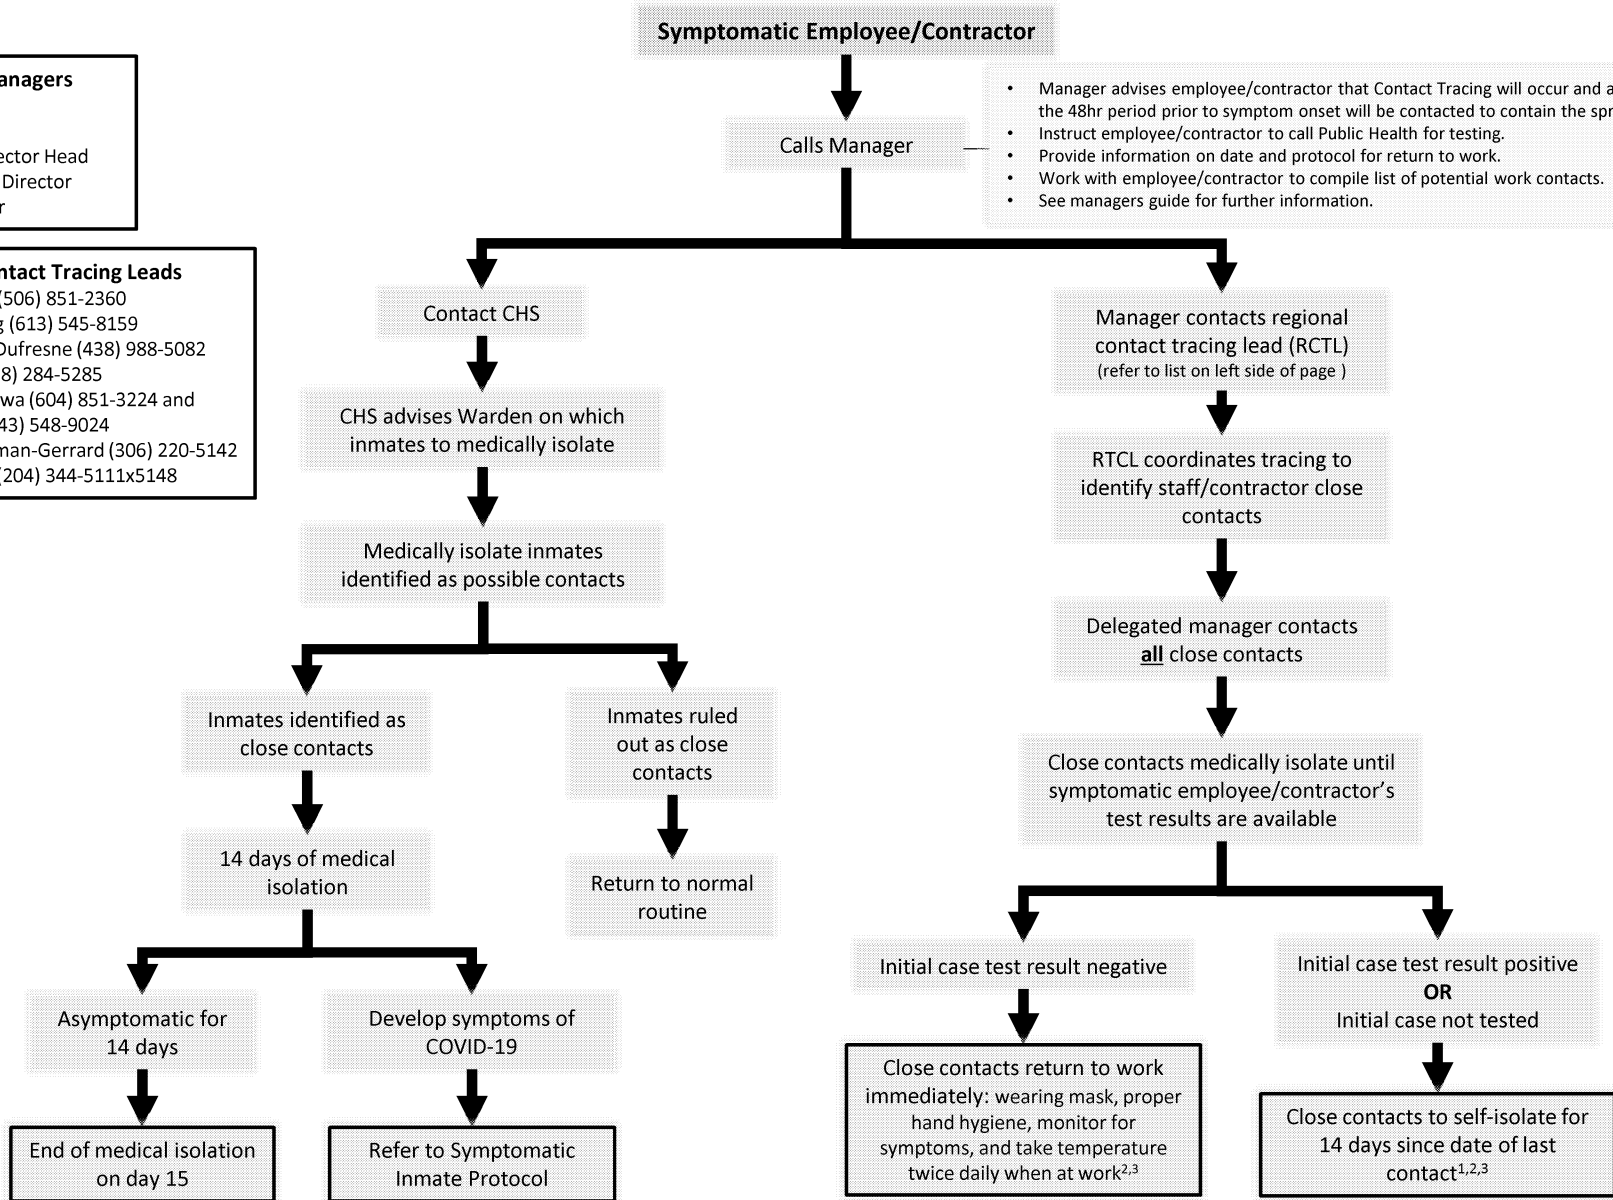 Symptomatic Employee/Contractor
anagers
ector Head
Director
r
ntact Tracing Leads
(506) 851-2360
g (613) 545-8159
Dufresne (438) 988-5082
8) 284-5285
wa (604) 851-3224 and
43) 548-9024
man-Gerrard (306) 220-5142
(204) 344-5111x5148
Calls Manager
• Manager advises employee/contractor that Contact Tracing will occur and a
the 48hr period prior to symptom onset will be contacted to contain the spr
• Instruct employee/contractor to call Public Health for testing.
• Provide information on date and protocol for return to work.
• Work with employee/contractor to compile list of potential work contacts.
• See managers guide for further information.
Contact CHS
CHS advises Warden on which
inmates to medically isolate
Medically isolate inmates
identified as possible contacts
Inmates identified as
close contacts
14 days of medical
isolation
Asymptomatic for
14 days
End of medical isolation
on day 15
Develop symptoms of
COVID-19
Refer to Symptomatic
Inmate Protocol
Inmates ruled
out as close
contacts
Return to normal
routine
Manager contacts regional
contact tracing lead (RCTL)
(refer to list on left side of page )
RTCL coordinates tracing to
identify staff/contractor close
contacts
Delegated manager contacts
all close contacts
Close contacts medically isolate until
symptomatic employee/contractor’s
test results are available
Initial case test result negative
Close contacts return to work
immediately: wearing mask, proper
hand hygiene, monitor for
symptoms, and take temperature
twice daily when at work2,3
Initial case test result positive
OR
Initial case not tested
Close contacts to self-isolate for
14 days since date of last
contact1,2,3